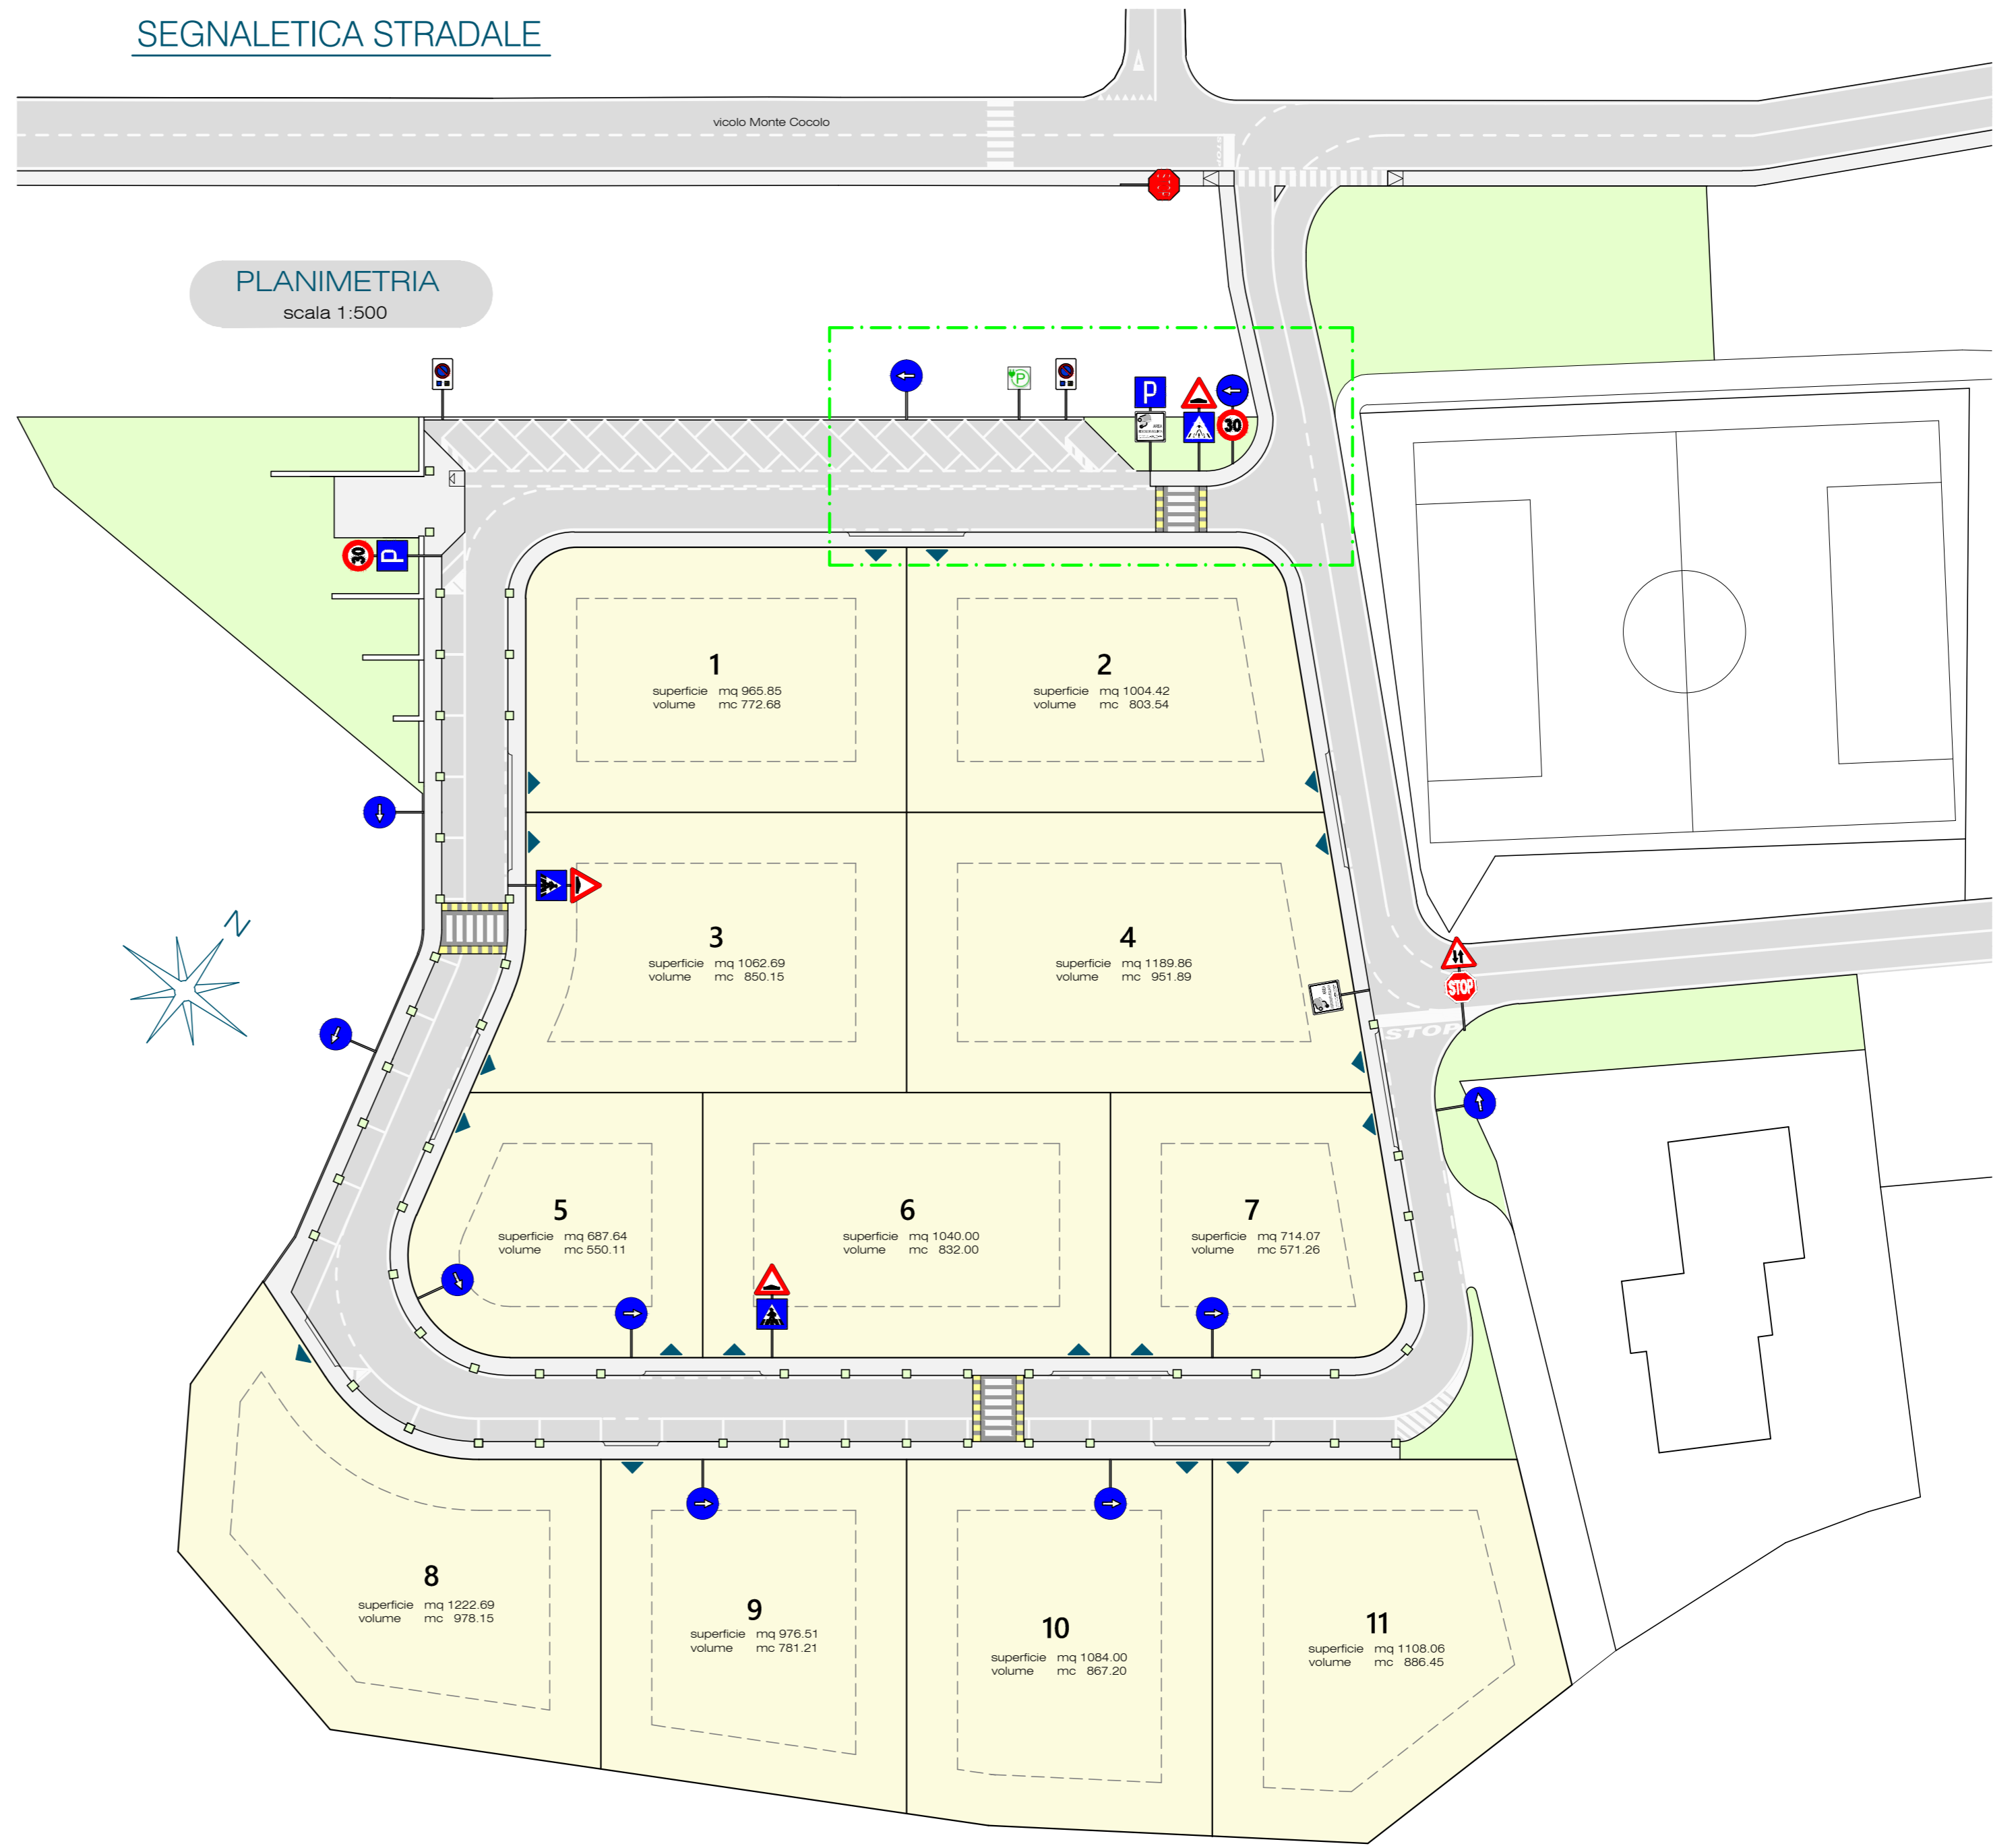 SEGNALETICA STRADALE
vicolo Monte Cocolo
STOP
PLANIMETRIA
scala 1:500
P
P
30
30
P
1
superficie mq 965.85
volume mc 772.68
2
superficie mq 1004.42
volume mc 803.54
3
superficie mq 1062.69
volume mc 850.15
4
superficie mq 1189.86
volume mc 951.89
N
STOP
STOP
5
superficie mq 687.64
volume mc 550.11
6
superficie mq 1040.00
volume mc 832.00
7
superficie mq 714.07
volume mc 571.26
8
superficie mq 1222.69
volume mc 978.15
9
superficie mq 976.51
volume mc 781.21
10
superficie mq 1084.00
volume mc 867.20
11
superficie mq 1108.06
volume mc 886.45